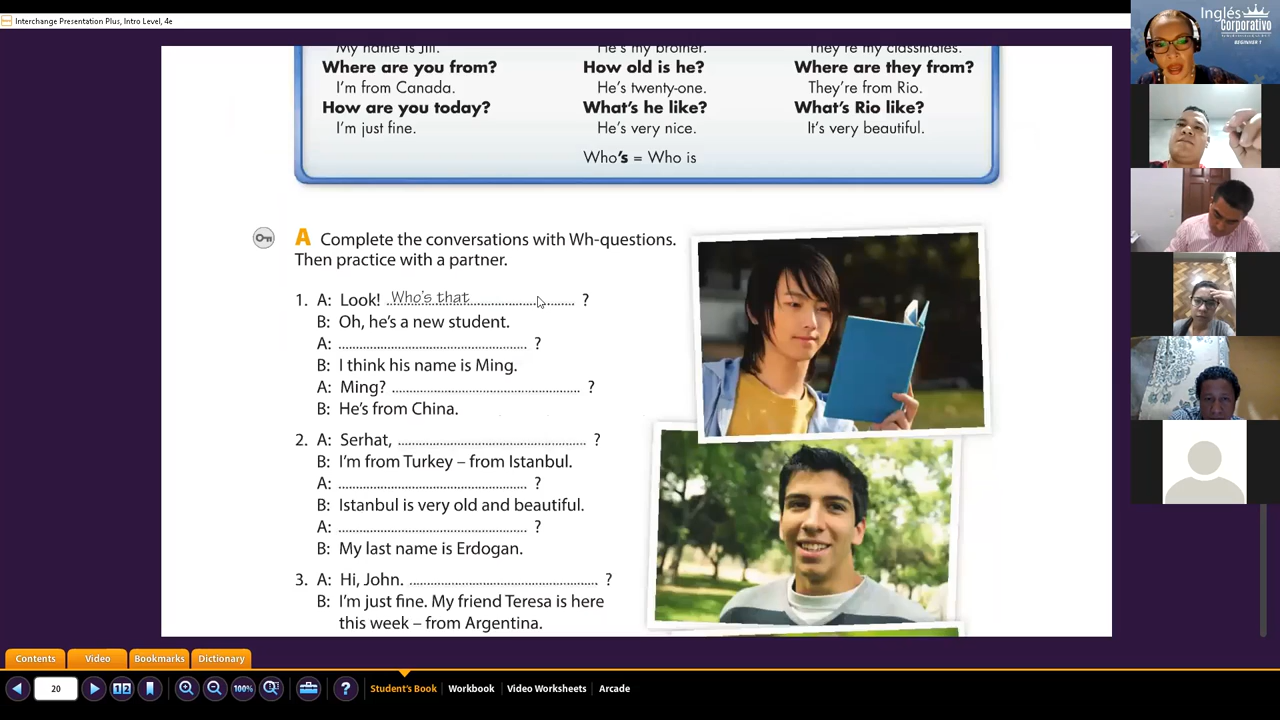 Interchange Presentation Plus, Intro Level, 4e
Inglés
Corporativo
BEGINNER 1
My name is Jill.
Where are you from?
I'm from Canada.
How are you today?
I'm just fine.
He's my brother.
How old is he?
He's twenty-one.
What's he like?
He's very nice.
They're my classmates.
Where are they from?
They're from Rio.
What's Rio like?
It's very beautiful.
Who's = Who is
A Complete the conversations with Wh-questions.
Then practice with a partner.
1. A: Look! Who's that ?
B: Oh, he's a new student.
A: ?
B: I think his name is Ming.
A: Ming? ?
B: He's from China.
2. A: Serhat, ?
B: I'm from Turkey – from Istanbul.
A: ?
B: Istanbul is very old and beautiful.
A: ?
B: My last name is Erdogan.
3. A: Hi, John. ?
B: I'm just fine. My friend Teresa is here
this week – from Argentina.
Contents Video Bookmarks Dictionary
20 1 2 100% ? Student's Book Workbook Video Worksheets Arcade